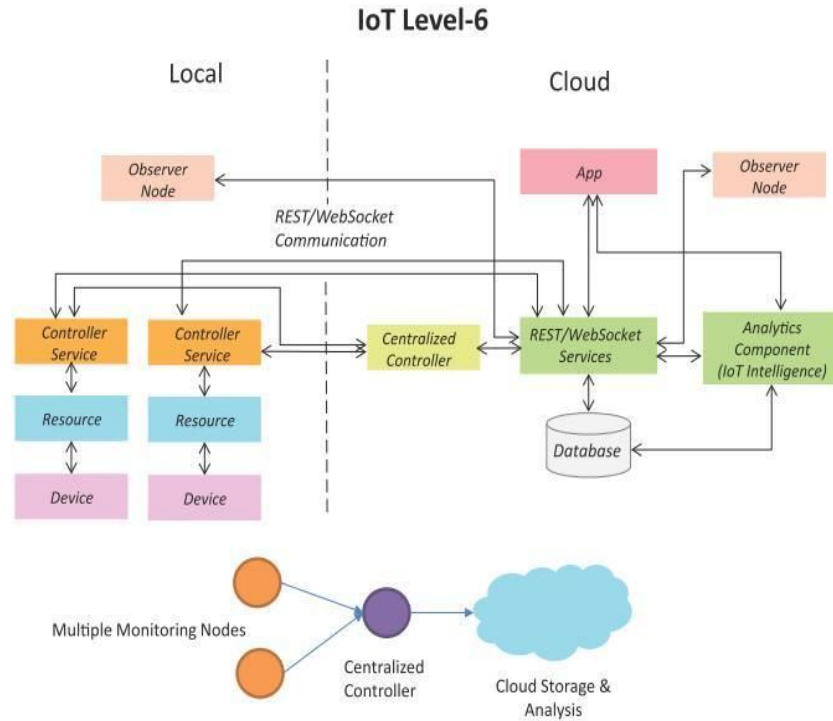 IoT Level-6
Local
Cloud
Observer
Node
App
Observer
Node
REST/WebSocket
Communication
Controller
Service
Controller
Service
Centralized
Controller
REST/WebSocket
Services
Analytics
Component
(IoT Intelligence)
Resource
Resource
Database
Device
Device
Multiple Monitoring Nodes
Centralized
Controller
Cloud Storage &
Analysis